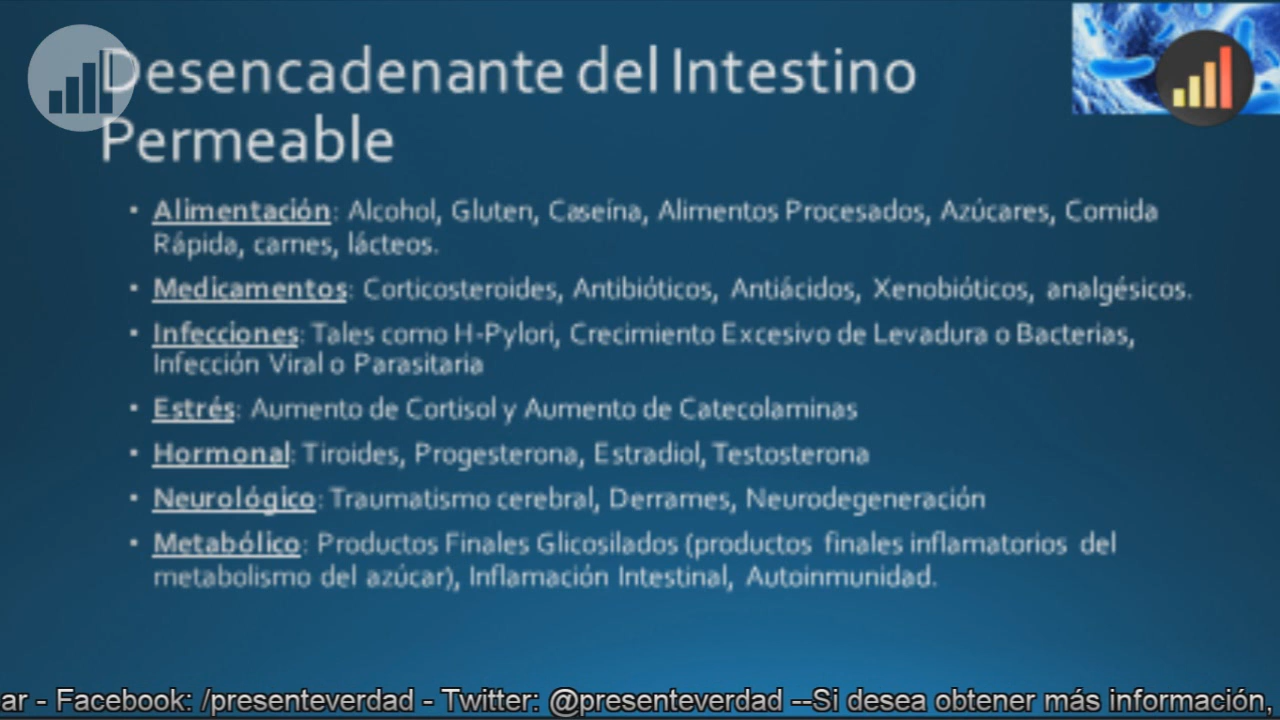 Desencadenante del Intestino
Permeable
• Alimentación: Alcohol, Gluten, Caseína, Alimentos Procesados, Azúcares, Comida
Rápida, carnes, lácteos.
• Medicamentos: Corticosteroides, Antibióticos, Antiácidos, Xenobióticos, analgésicos.
• Infecciones: Tales como H-Pylori, Crecimiento Excesivo de Levadura o Bacterias,
Infección Viral o Parasitaria
• Estrés: Aumento de Cortisol y Aumento de Catecolaminas
• Hormonal: Tiroides, Progesterona, Estradiol, Testosterona
• Neurológico: Traumatismo cerebral, Derrames, Neurodegeneración
• Metabólico: Productos Finales Glicosilados (productos finales inflamatorios del
metabolismo del azúcar), Inflamación Intestinal, Autoinmunidad.
ar - Facebook: /presenteverdad - Twitter: @presenteverdad --Si desea obtener más información,